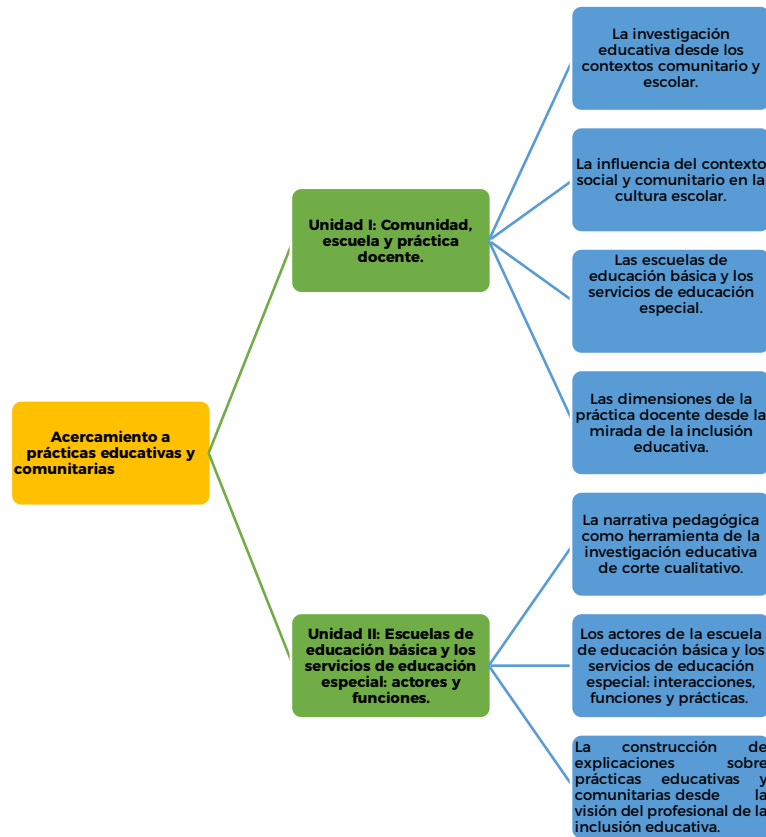 La investigación
educativa desde los
contextos comunitario y
escolar.
La influencia del contexto
social y comunitario en la
cultura escolar.
Unidad I: Comunidad,
escuela y práctica
docente.
Las escuelas de
educación básica y los
servicios de educación
especial.
Las dimensiones de la
práctica docente desde la
mirada de la inclusión
educativa.
Acercamiento a
prácticas educativas y
comunitarias
La narrativa pedagógica
como herramienta de la
investigación educativa
de corte cualitativo.
Unidad II: Escuelas de
educación básica y los
servicios de educación
especial: actores y
funciones.
Los actores de la escuela
de educación básica y los
servicios de educación
especial: interacciones,
funciones y prácticas.
La construcción de
explicaciones sobre
prácticas educativas y
comunitarias desde la
visión del profesional de la
inclusión educativa.